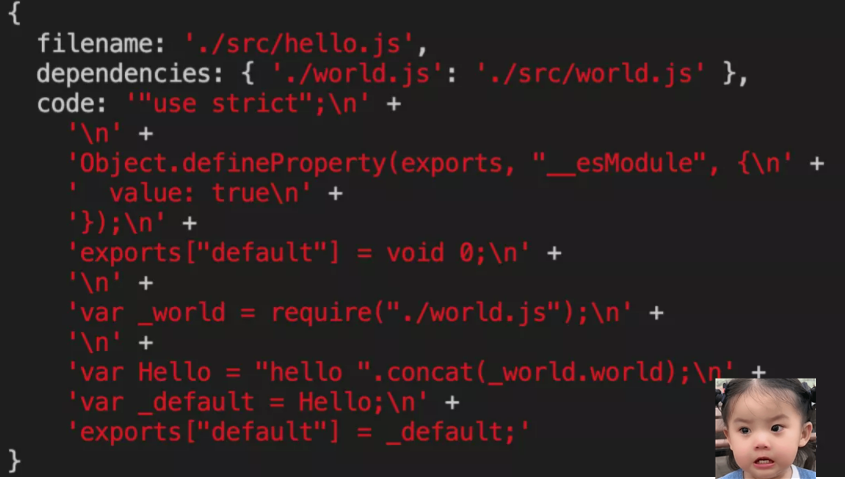 {
  filename: './src/hello.js',
  dependencies: { './world.js': './src/world.js' },
  code: '"use strict";\n' +
    '\n' +
    'Object.defineProperty(exports, "__esModule", {\n' +
    '  value: true\n' +
    '});\n' +
    'exports["default"] = void 0;\n' +
    '\n' +
    'var _world = require("./world.js");\n' +
    '\n' +
    'var Hello = "hello ".concat(_world.world);\n' +
    'var _default = Hello;\n' +
    'exports["default"] = _default;'
}